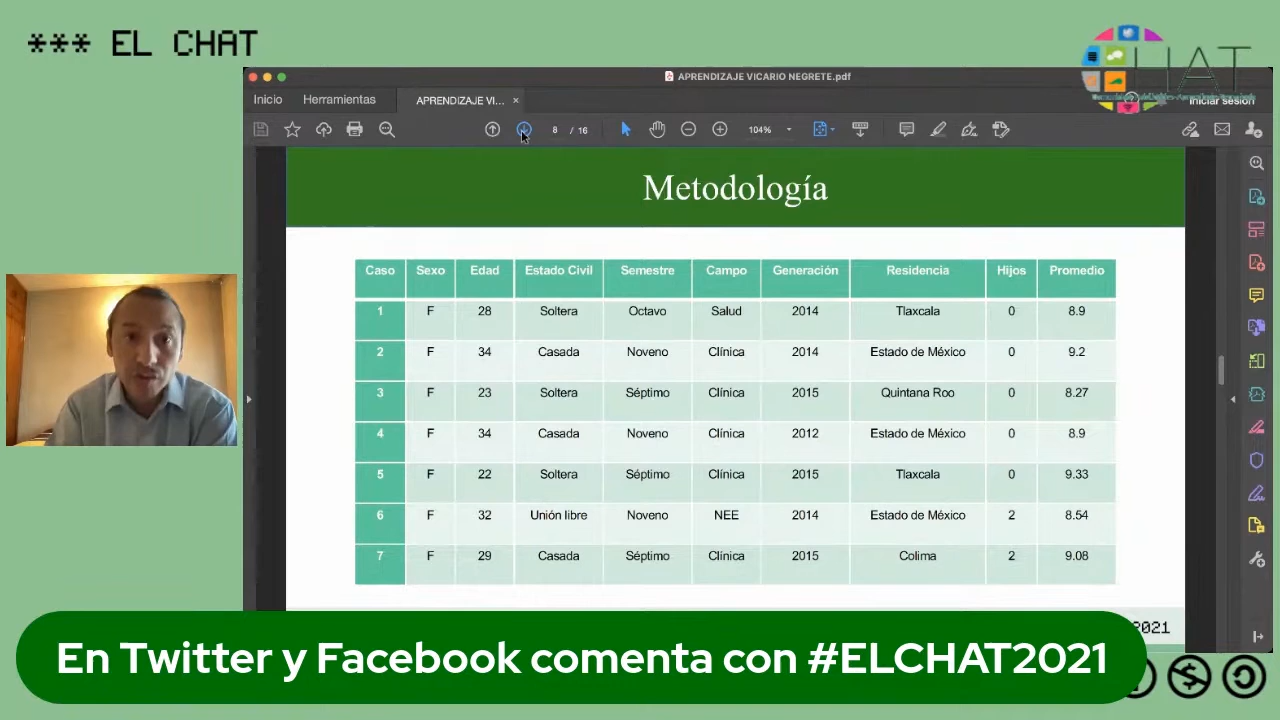 *** EL CHAT
APRENDIZAJE VICARIO NEGRETE.pdf
HAT
Inicio Herramientas APRENDIZAJE VI... × Iniciar sesión
8 / 16 104%
Metodología
Caso Sexo Edad Estado Civil Semestre Campo Generación Residencia Hijos Promedio
1 F 28 Soltera Octavo Salud 2014 Tlaxcala 0 8.9
2 F 34 Casada Noveno Clínica 2014 Estado de México 0 9.2
3 F 23 Soltera Séptimo Clínica 2015 Quintana Roo 0 8.27
4 F 34 Casada Noveno Clínica 2012 Estado de México 0 8.9
5 F 22 Soltera Séptimo Clínica 2015 Tlaxcala 0 9.33
6 F 32 Unión libre Noveno NEE 2014 Estado de México 2 8.54
7 F 29 Casada Séptimo Clínica 2015 Colima 2 9.08
2021
En Twitter y Facebook comenta con #ELCHAT2021